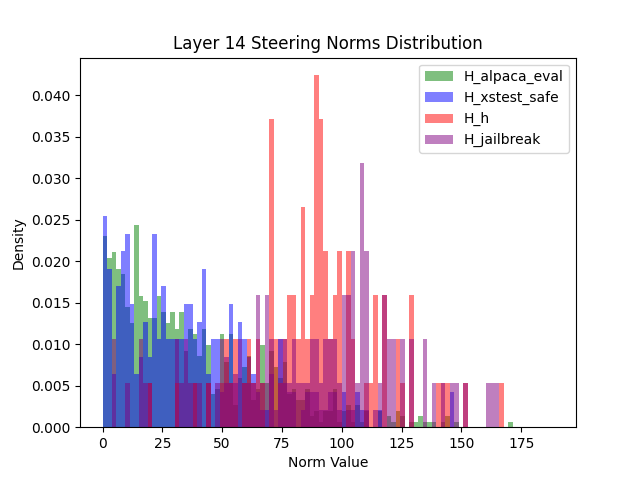 Layer 14 Steering Norms Distribution
H_alpaca_eval
H_xstest_safe
H_h
H_jailbreak
Density
0.040
0.035
0.030
0.025
0.020
0.015
0.010
0.005
0.000
0 25 50 75 100 125 150 175
Norm Value